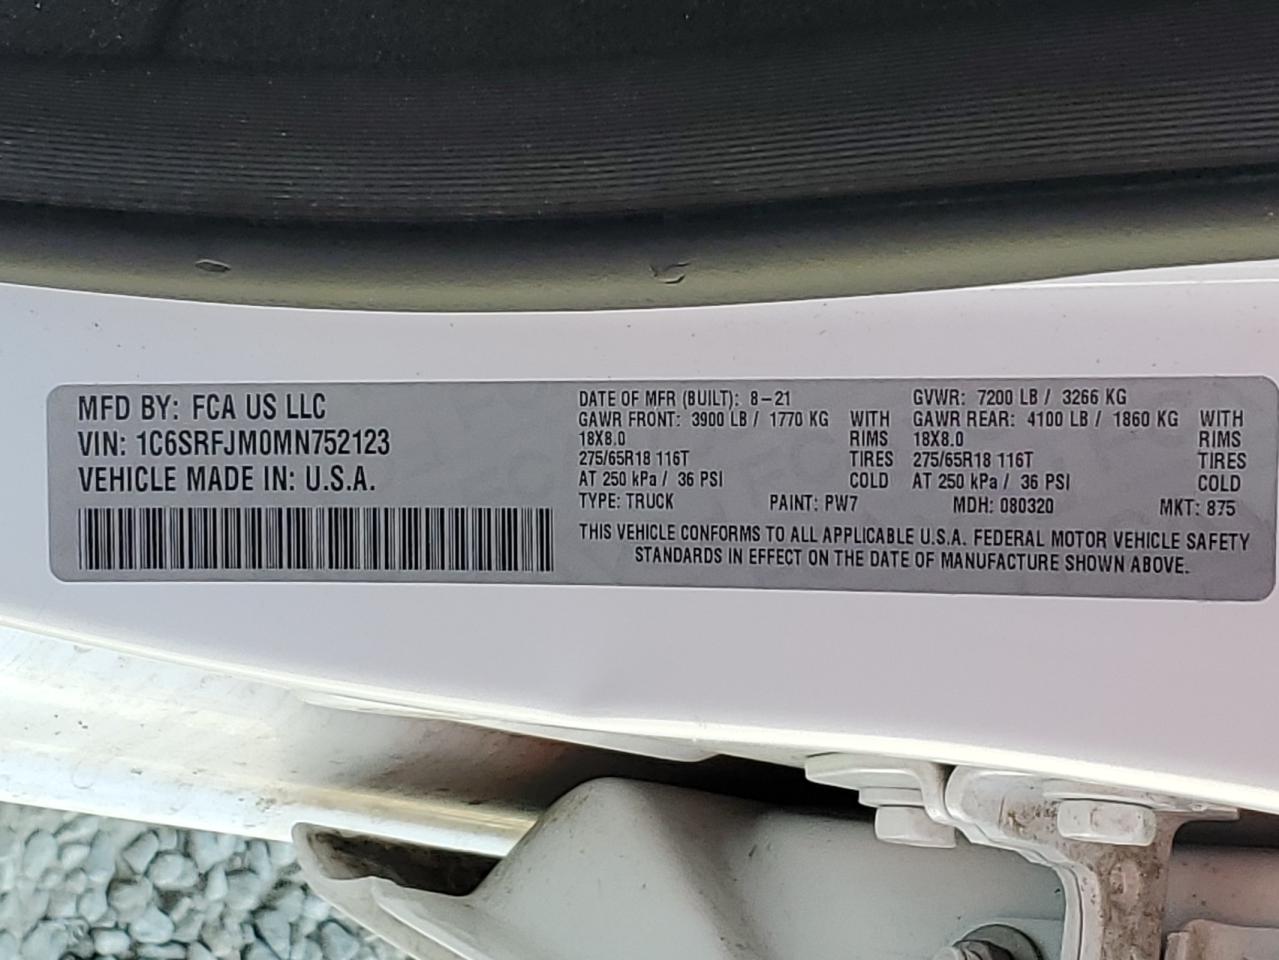 MFD BY: FCA US LLC
VIN: 1C6SRFJM0MN752123
VEHICLE MADE IN: U.S.A.
DATE OF MFR (BUILT): 8-21 GVWR: 7200 LB / 3266 KG
GAWR FRONT: 3900 LB / 1770 KG WITH GAWR REAR: 4100 LB / 1860 KG WITH
18X8.0 RIMS 18X8.0 RIMS
275/65R18 116T TIRES 275/65R18 116T TIRES
AT 250 kPa / 36 PSI COLD AT 250 kPa / 36 PSI COLD
TYPE: TRUCK PAINT: PW7 MDH: 080320 MKT: 875
THIS VEHICLE CONFORMS TO ALL APPLICABLE U.S.A. FEDERAL MOTOR VEHICLE SAFETY
STANDARDS IN EFFECT ON THE DATE OF MANUFACTURE SHOWN ABOVE.